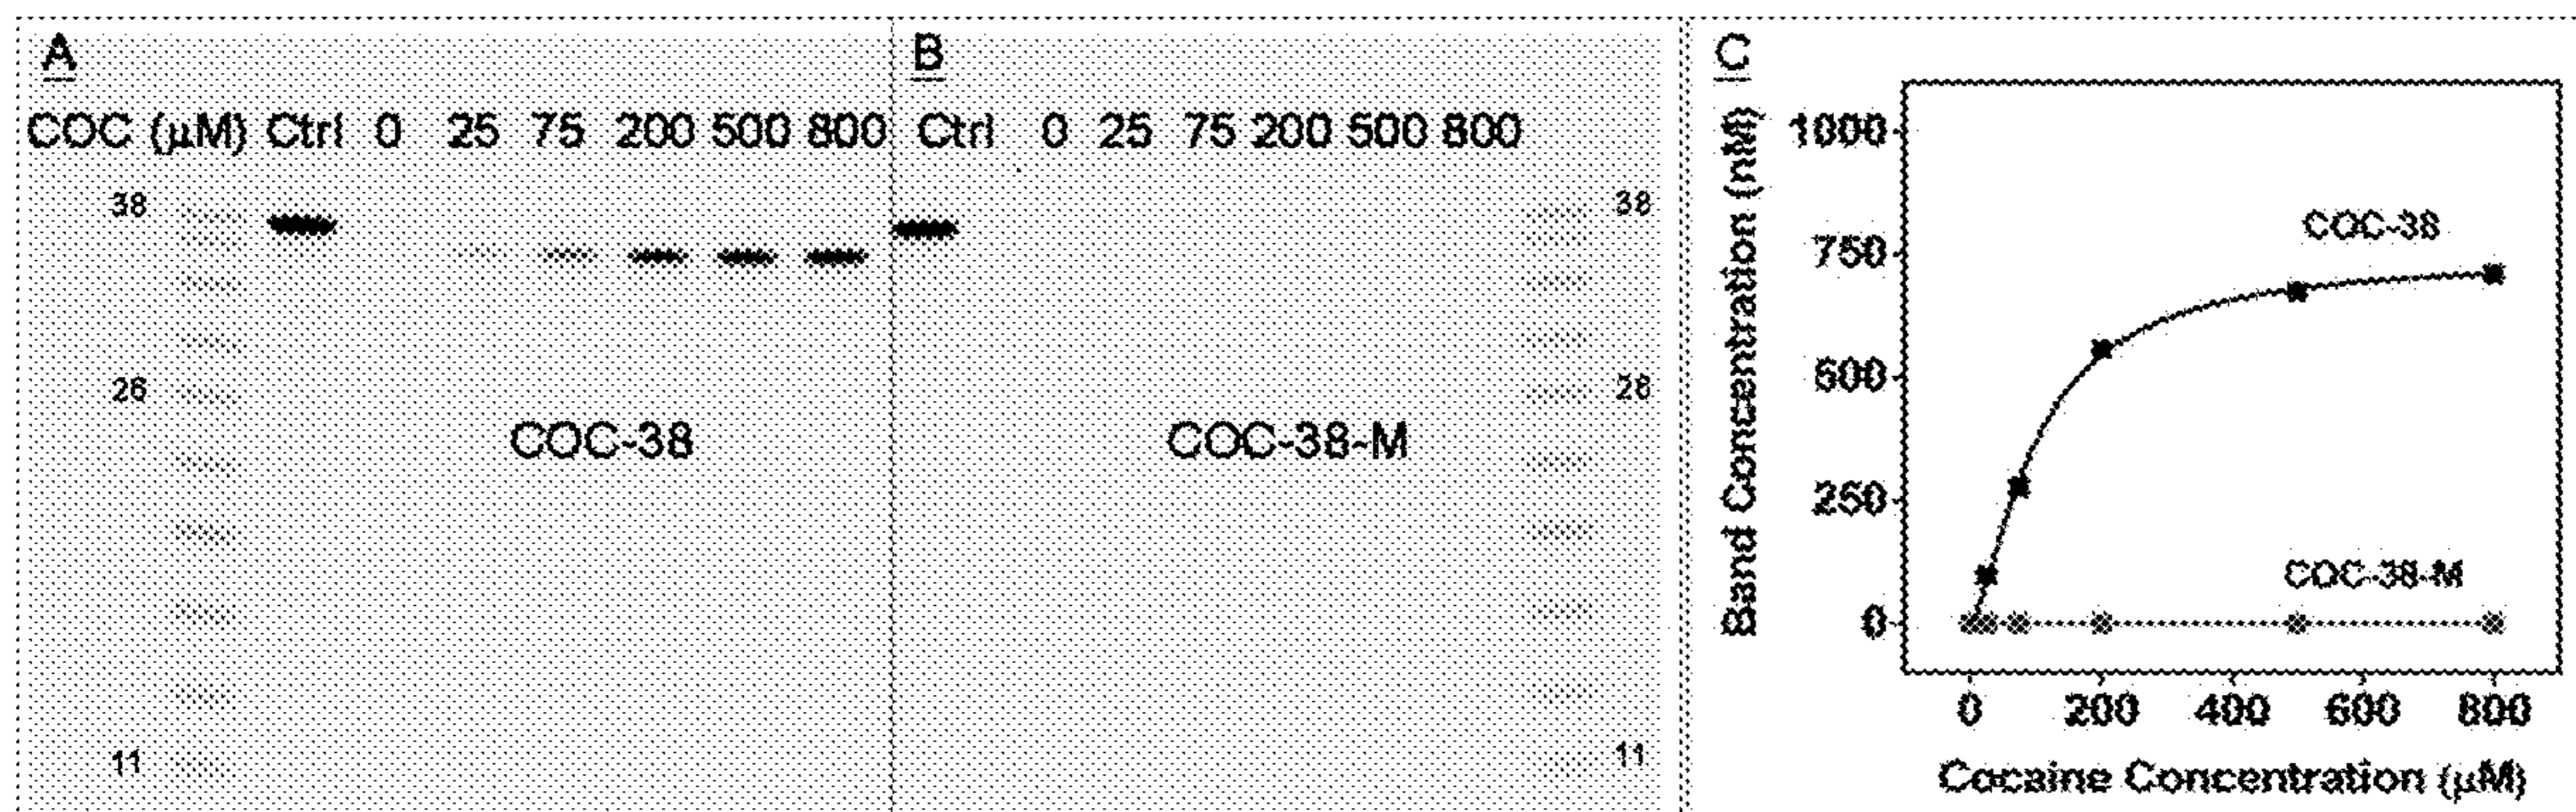 A
COC (µM) Ctrl 0 25 75 200 500 800
38
26
11
COC-38
B
Ctrl 0 25 75 200 500 800
38
26
11
COC-38-M
C
Band Concentration (nM)
1000
750
500
250
0
COC-38
COC-38-M
0 200 400 600 800
Cocaine Concentration (µM)